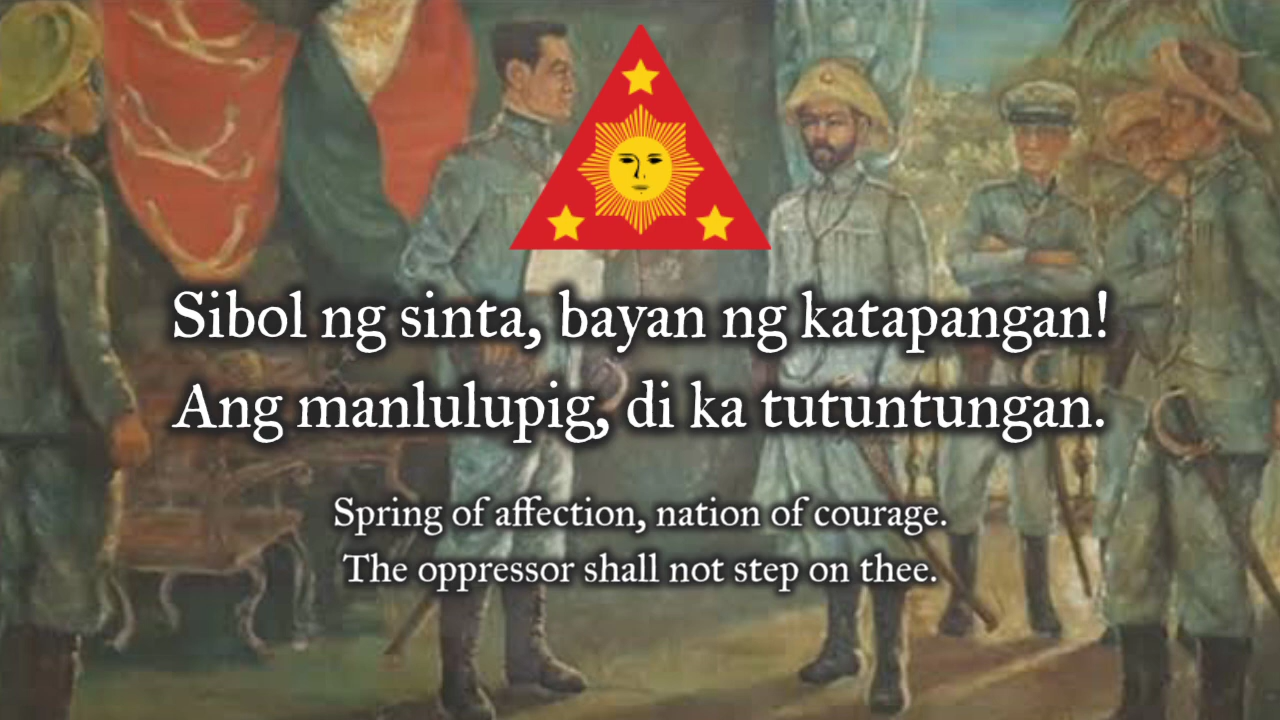 Sibol ng sinta, bayan ng katapangan!
Ang manlulupig, di ka tutuntungan.
Spring of affection, nation of courage.
The oppressor shall not step on thee.